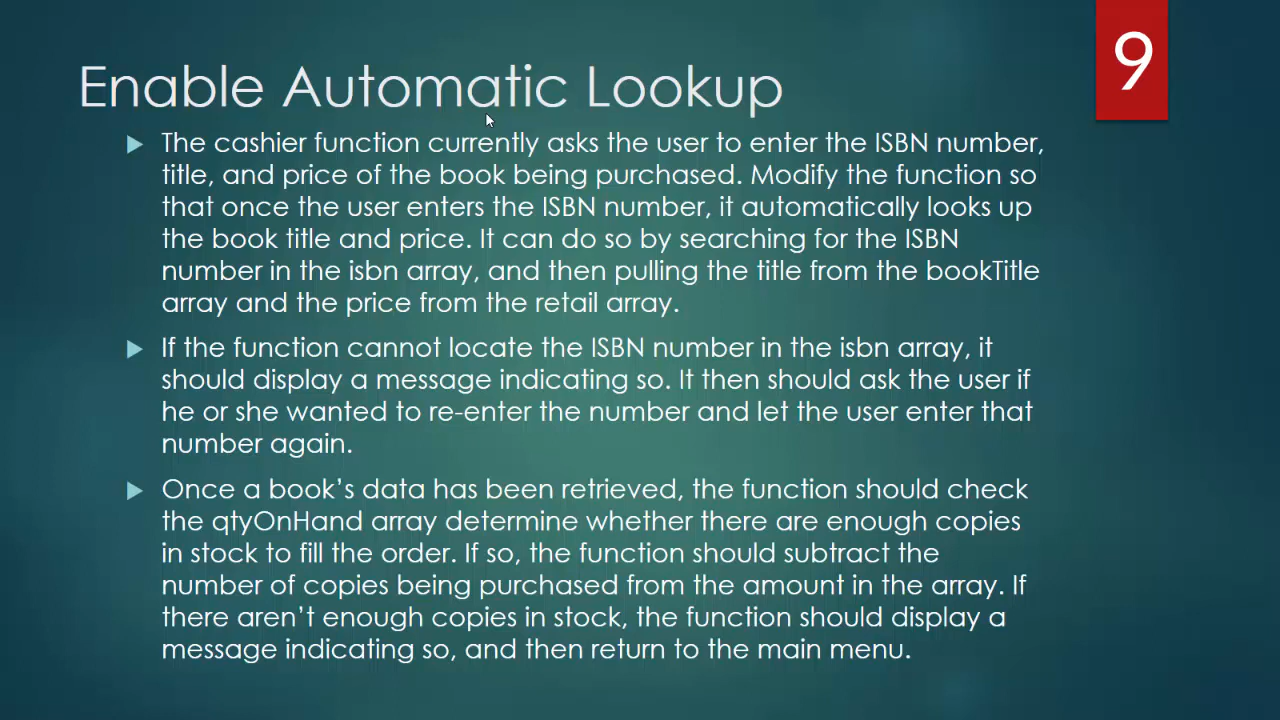 9
Enable Automatic Lookup
The cashier function currently asks the user to enter the ISBN number,
title, and price of the book being purchased. Modify the function so
that once the user enters the ISBN number, it automatically looks up
the book title and price. It can do so by searching for the ISBN
number in the isbn array, and then pulling the title from the bookTitle
array and the price from the retail array.
If the function cannot locate the ISBN number in the isbn array, it
should display a message indicating so. It then should ask the user if
he or she wanted to re-enter the number and let the user enter that
number again.
Once a book’s data has been retrieved, the function should check
the qtyOnHand array determine whether there are enough copies
in stock to fill the order. If so, the function should subtract the
number of copies being purchased from the amount in the array. If
there aren’t enough copies in stock, the function should display a
message indicating so, and then return to the main menu.